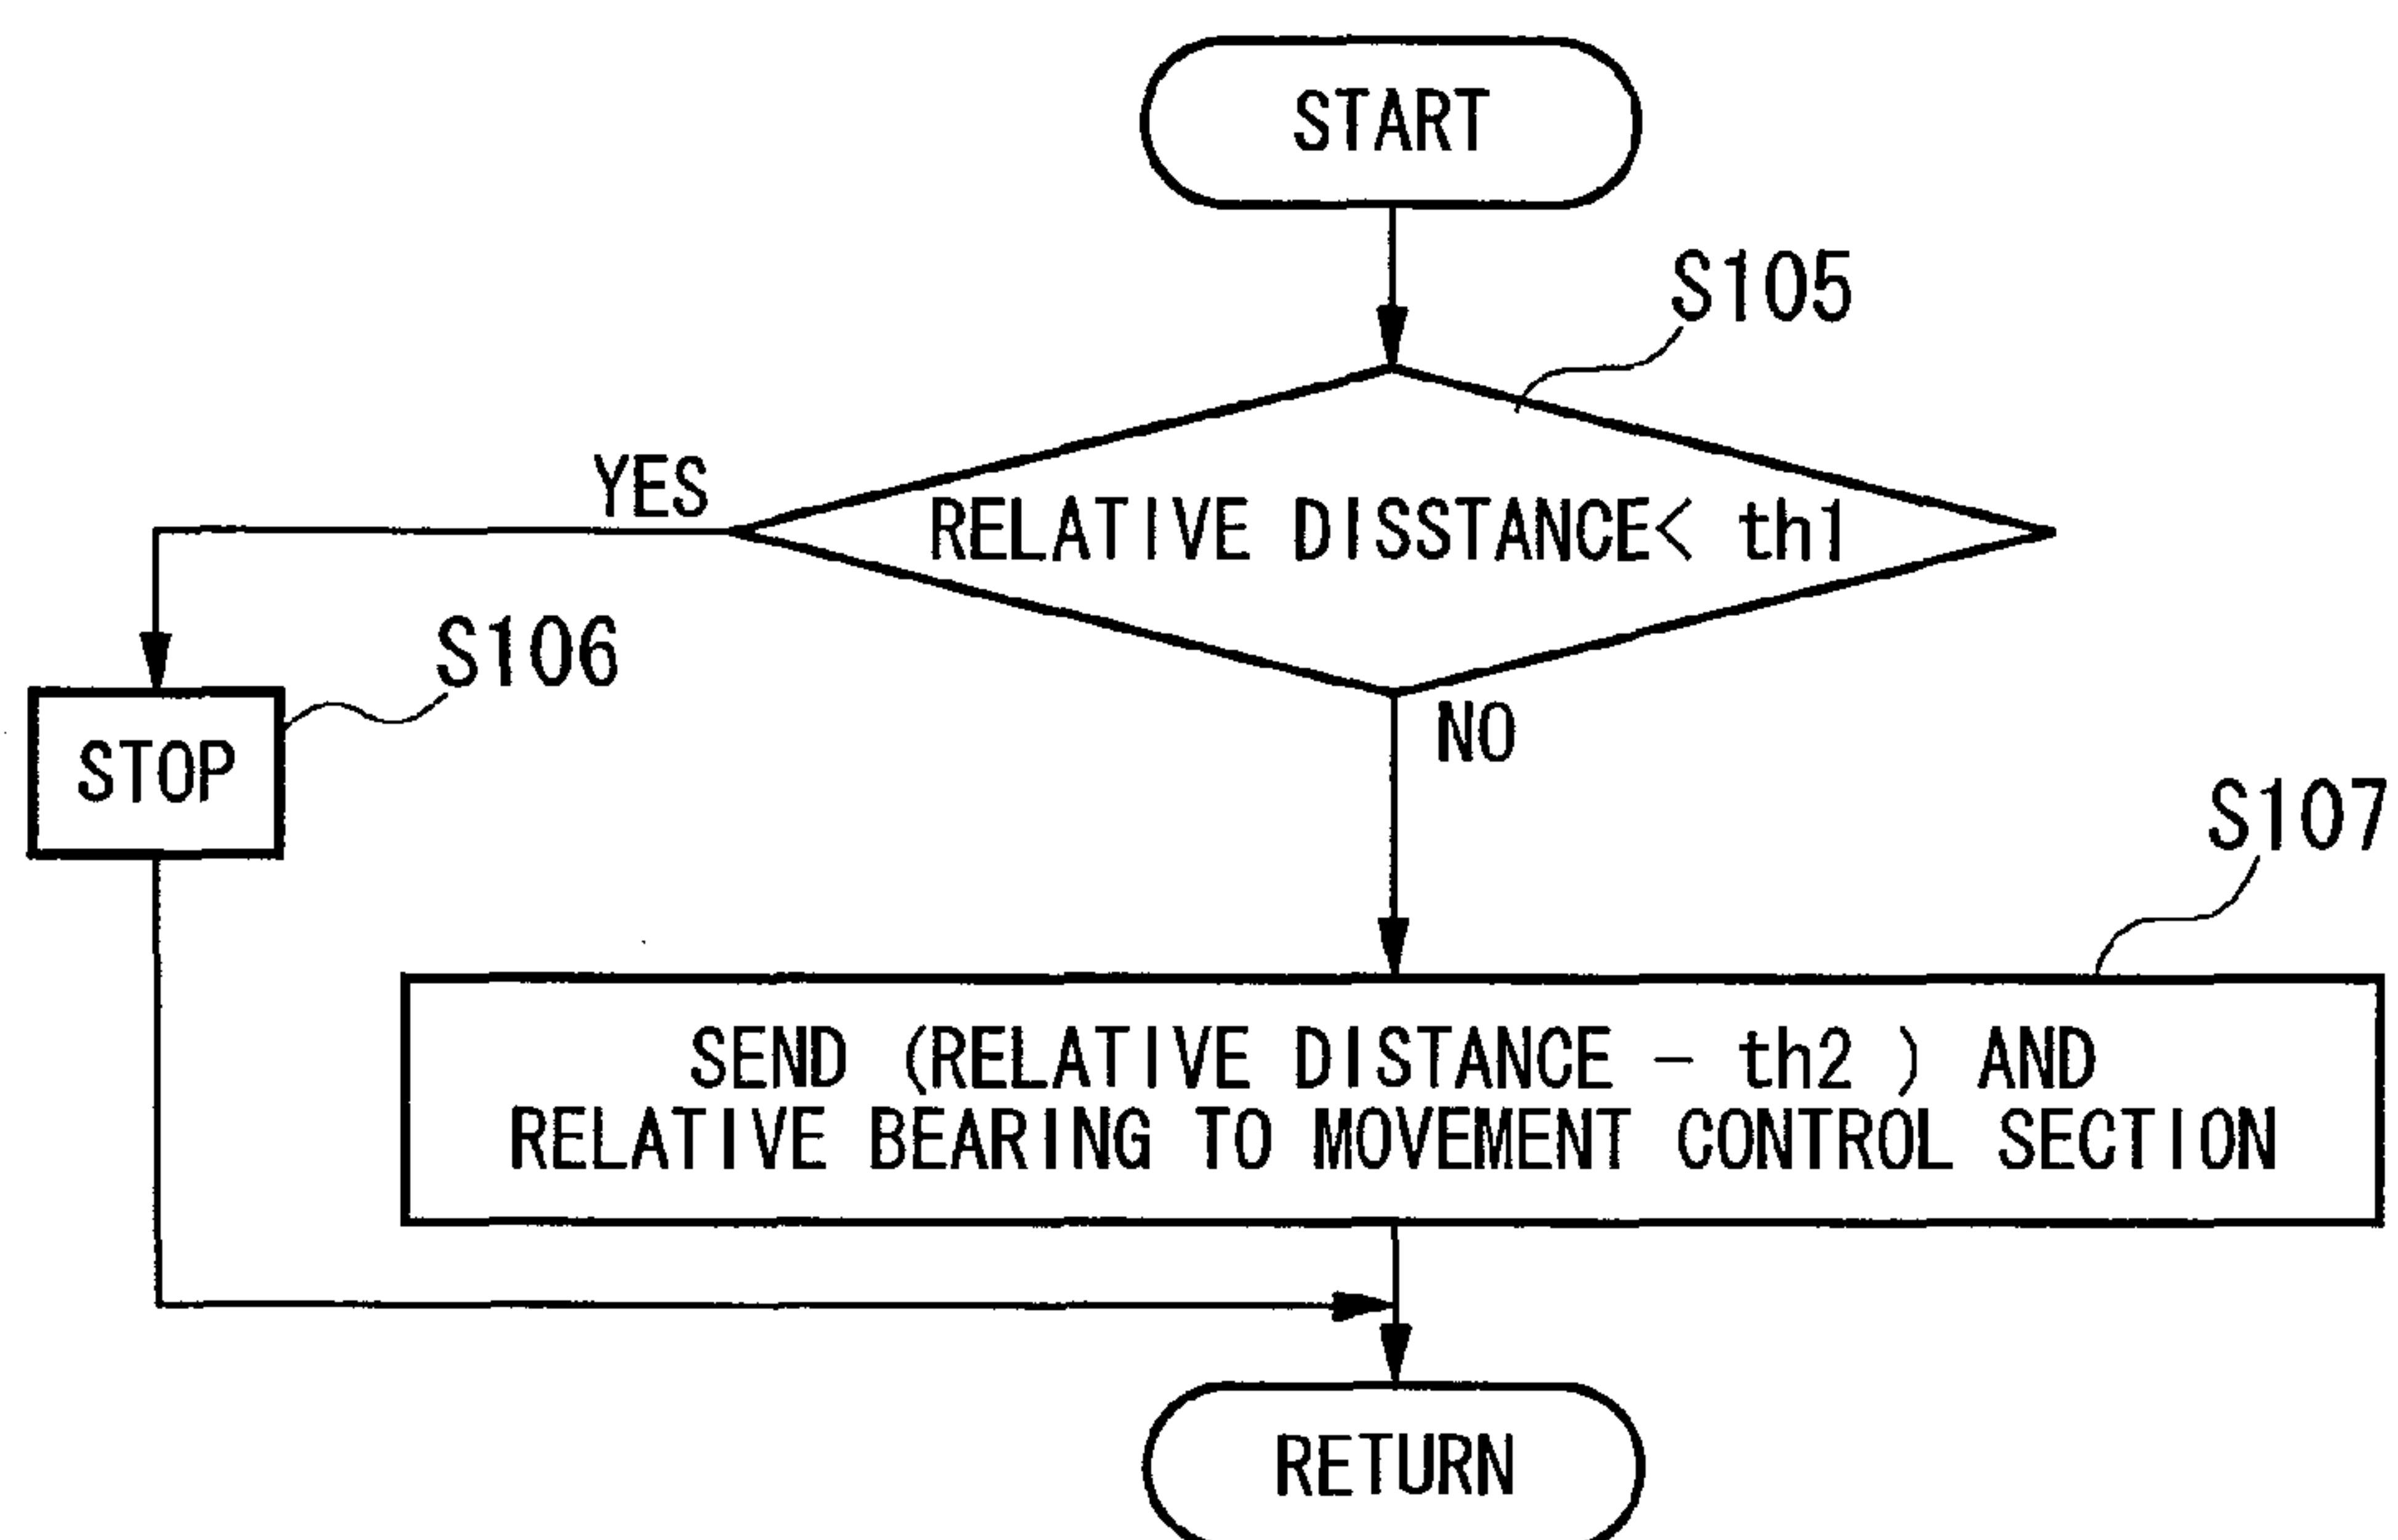 START
S105
YES
RELATIVE DISSTANCE< th1
S106
NO
STOP
S107
SEND (RELATIVE DISTANCE - th2 ) AND
RELATIVE BEARING TO MOVEMENT CONTROL SECTION
RETURN